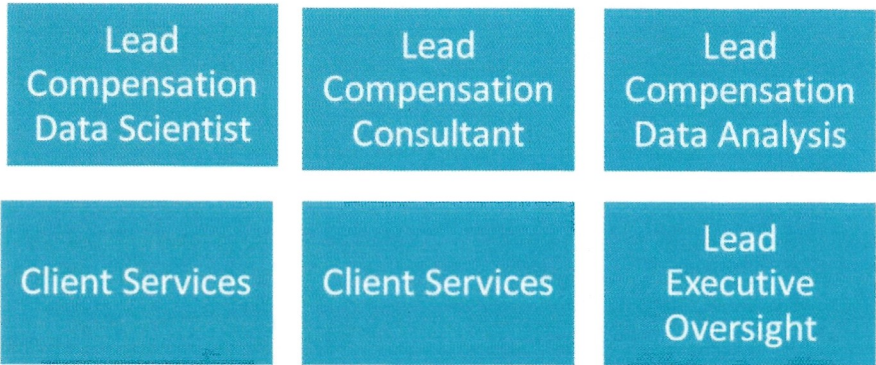 Lead
Compensation
Data Scientist
Lead
Compensation
Consultant
Lead
Compensation
Data Analysis
Client Services
Client Services
Lead
Executive
Oversight